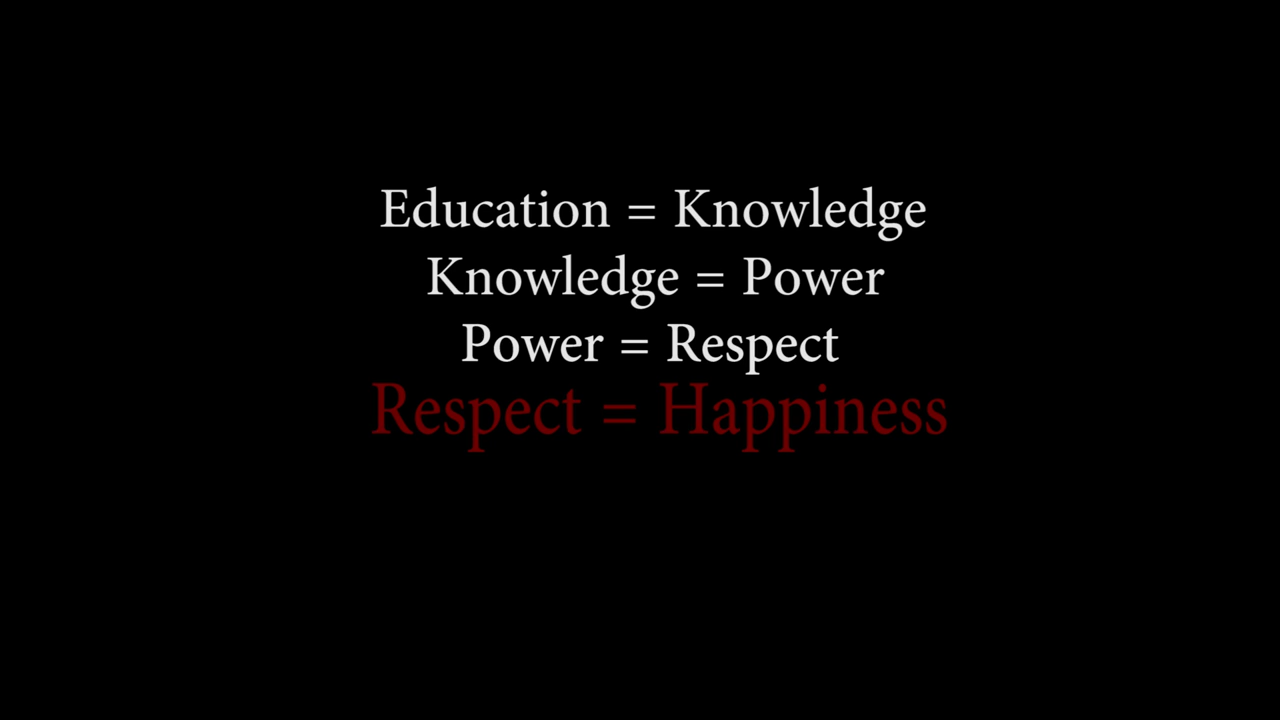 Education = Knowledge
Knowledge = Power
Power = Respect
Respect = Happiness